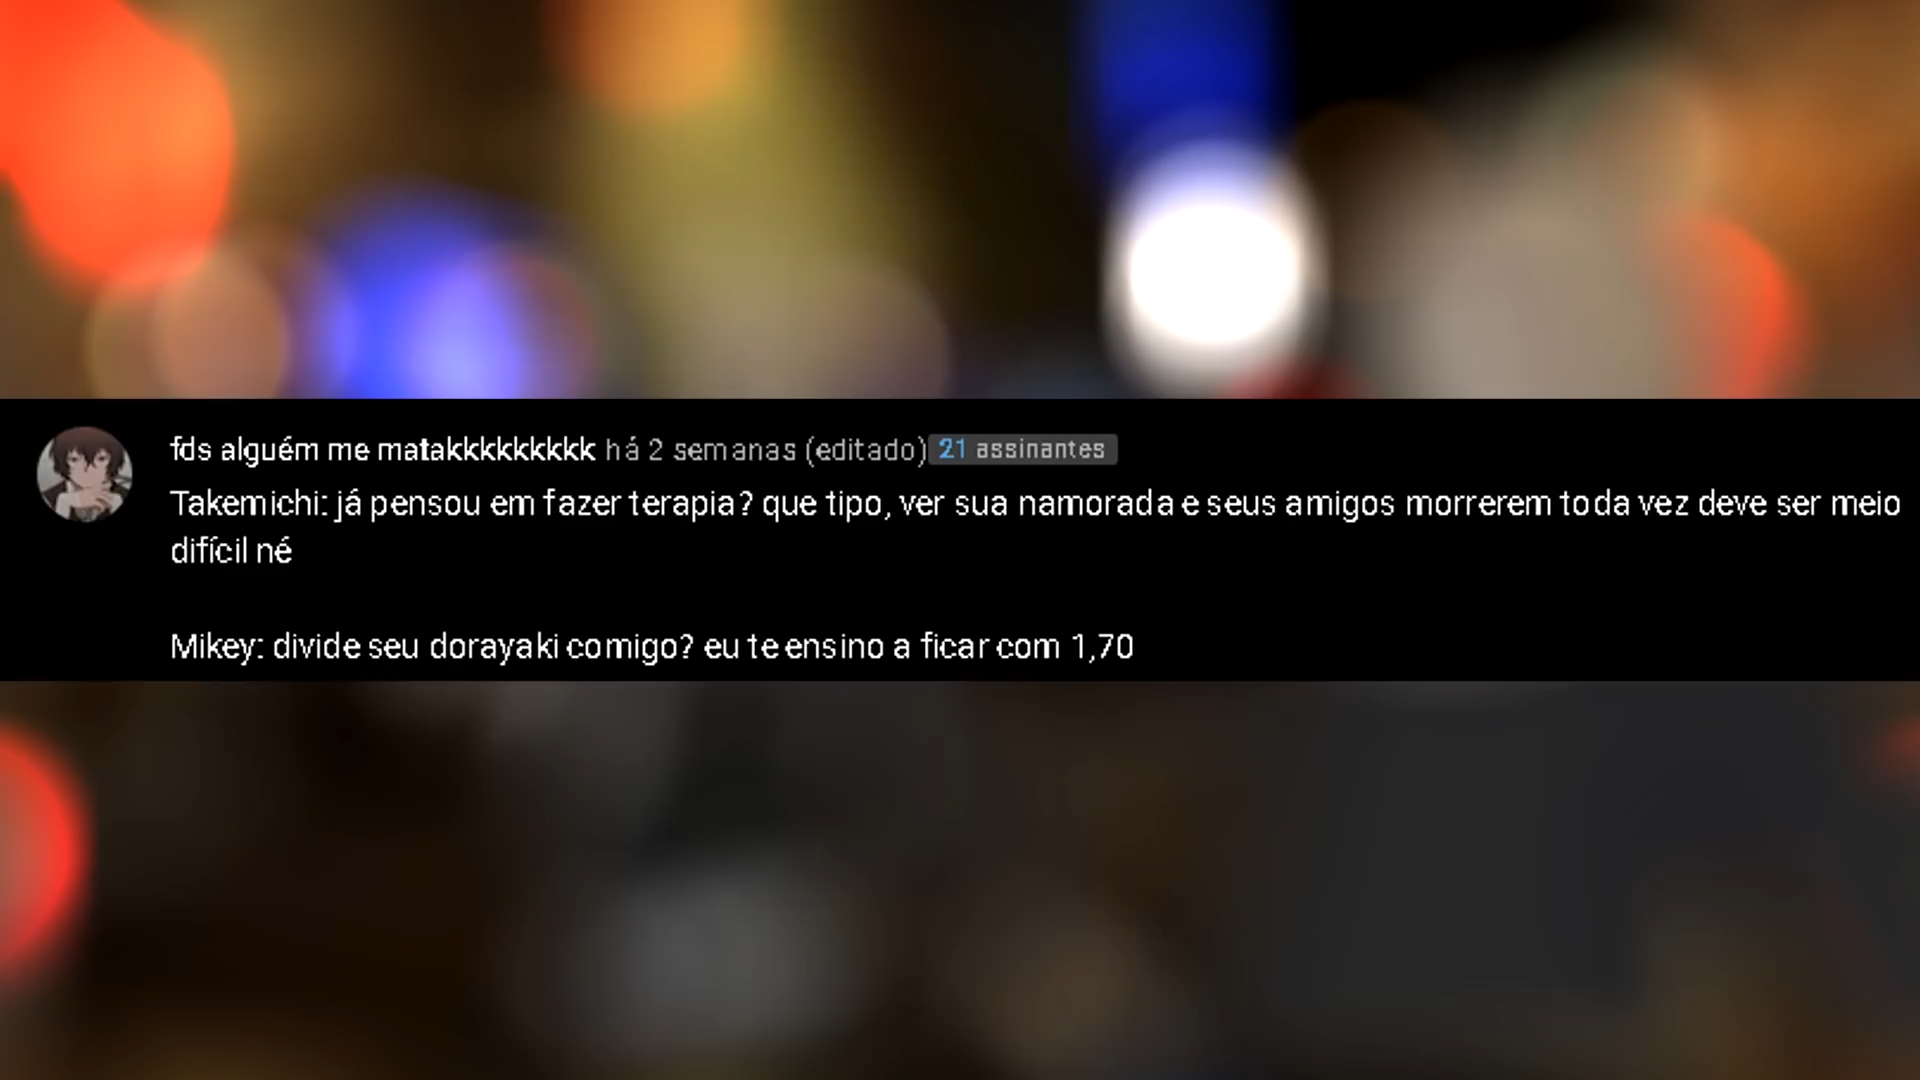 fds alguém me matakkkkkkkkk há 2 semanas (editado) 21 assinantes
Takemichi: já pensou em fazer terapia? que tipo, ver sua namorada e seus amigos morrerem toda vez deve ser meio
difícil né
Mikey: divide seu dorayaki comigo? eu te ensino a ficar com 1,70